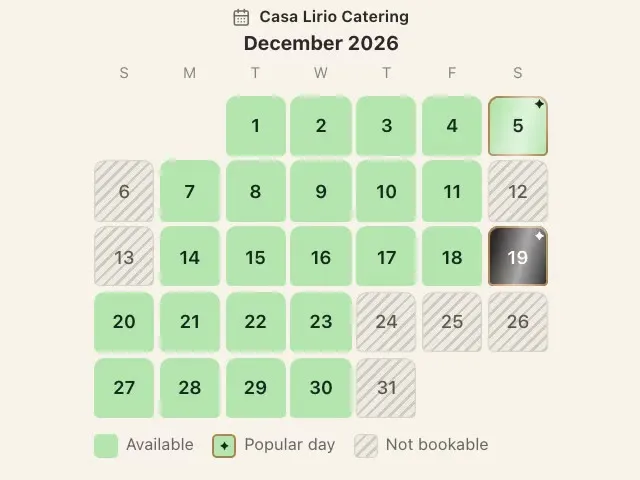 Casa Lirio Catering
December 2026
S M T W T F S
1 2 3 4 5
6 7 8 9 10 11 12
13 14 15 16 17 18 19
20 21 22 23 24 25 26
27 28 29 30 31
Available Popular day Not bookable